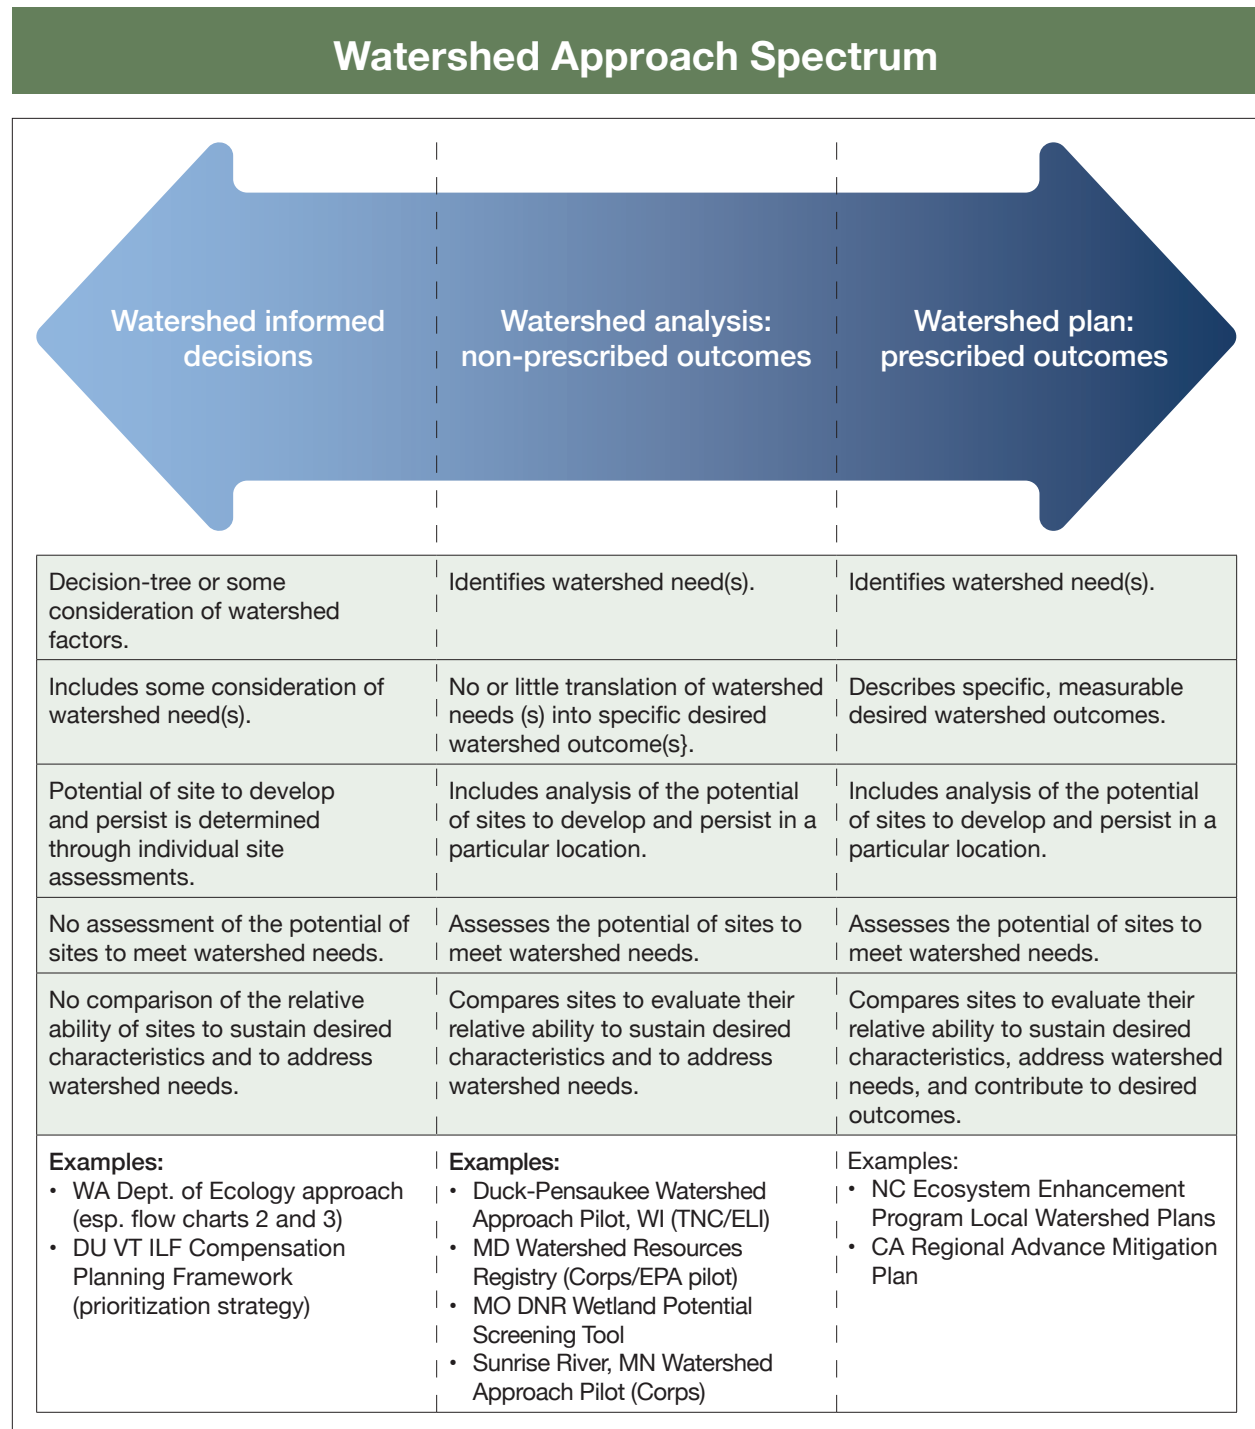 Watershed Approach Spectrum
Watershed informed
decisions
Watershed analysis:
non-prescribed outcomes
Watershed plan:
prescribed outcomes
Decision-tree or some
consideration of watershed
factors.
Identifies watershed need(s).
Identifies watershed need(s).
Includes some consideration of
watershed need(s).
No or little translation of watershed
needs (s) into specific desired
watershed outcome(s}.
Describes specific, measurable
desired watershed outcomes.
Potential of site to develop
and persist is determined
through individual site
assessments.
Includes analysis of the potential
of sites to develop and persist in a
particular location.
Includes analysis of the potential
of sites to develop and persist in a
particular location.
No assessment of the potential of
sites to meet watershed needs.
Assesses the potential of sites to
meet watershed needs.
Assesses the potential of sites to
meet watershed needs.
No comparison of the relative
ability of sites to sustain desired
characteristics and to address
watershed needs.
Compares sites to evaluate their
relative ability to sustain desired
characteristics and to address
watershed needs.
Compares sites to evaluate their
relative ability to sustain desired
characteristics, address watershed
needs, and contribute to desired
outcomes.
Examples:
• WA Dept. of Ecology approach
(esp. flow charts 2 and 3)
• DU VT ILF Compensation
Planning Framework
(prioritization strategy)
Examples:
• Duck-Pensaukee Watershed
Approach Pilot, WI (TNC/ELI)
• MD Watershed Resources
Registry (Corps/EPA pilot)
• MO DNR Wetland Potential
Screening Tool
• Sunrise River, MN Watershed
Approach Pilot (Corps)
Examples:
• NC Ecosystem Enhancement
Program Local Watershed Plans
• CA Regional Advance Mitigation
Plan